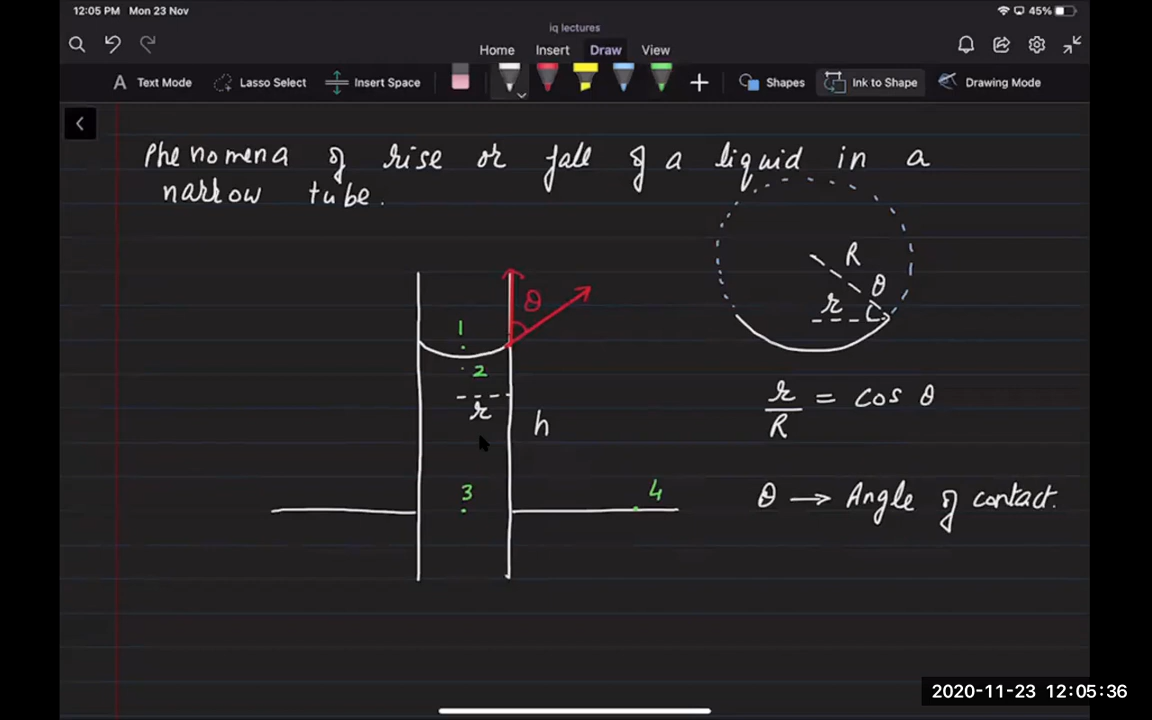 12:05 PM Mon 23 Nov
45%
iq lectures
Home Insert Draw View
Text Mode Lasso Select Insert Space Shapes Ink to Shape Drawing Mode
Phenomena of rise or fall of a liquid in a
narrow tube.
R
θ
r
θ
1
2
r
h
r/R = cos θ
3
4
θ → Angle of contact.
2020-11-23 12:05:36